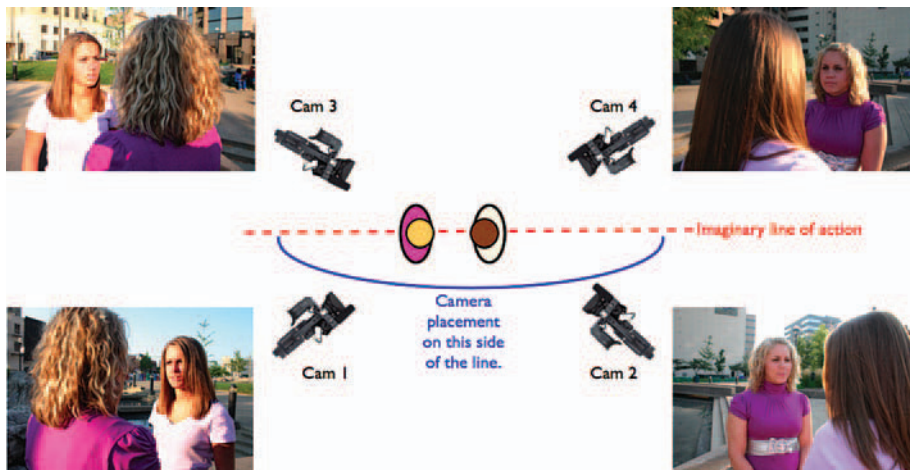 Cam 3
Cam 4
Imaginary line of action
Camera
placement
on this side
of the line.
Cam 1
Cam 2